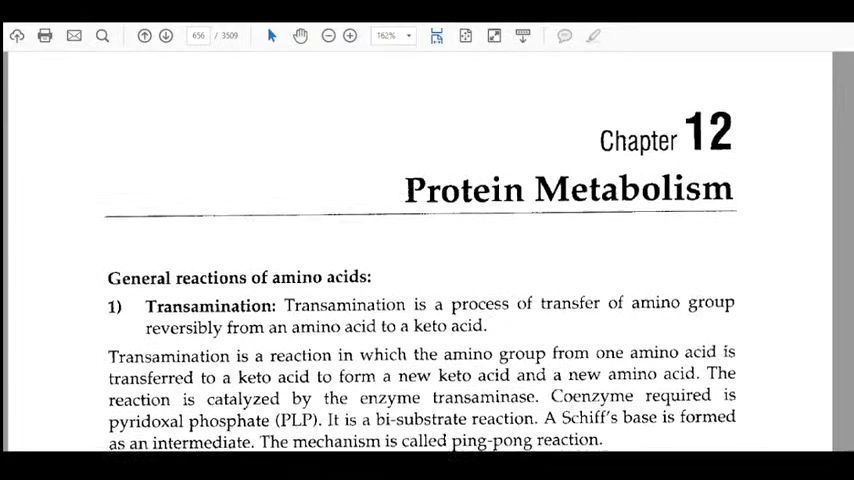 656 / 3509
162%
Chapter 12
Protein Metabolism
General reactions of amino acids:
1) Transamination: Transamination is a process of transfer of amino group
reversibly from an amino acid to a keto acid.
Transamination is a reaction in which the amino group from one amino acid is
transferred to a keto acid to form a new keto acid and a new amino acid. The
reaction is catalyzed by the enzyme transaminase. Coenzyme required is
pyridoxal phosphate (PLP). It is a bi-substrate reaction. A Schiff's base is formed
as an intermediate. The mechanism is called ping-pong reaction.